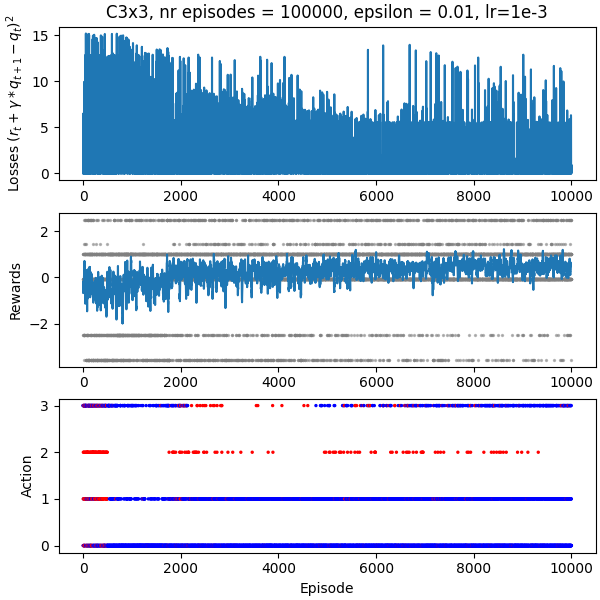 C3x3, nr episodes = 100000, epsilon = 0.01, lr=1e-3
Losses $(r_t + \gamma * q_{t+1} - q_t)^2$
15
10
5
0
0 2000 4000 6000 8000 10000
Rewards
2
0
−2
0 2000 4000 6000 8000 10000
Action
3
2
1
0
0 2000 4000 6000 8000 10000
Episode